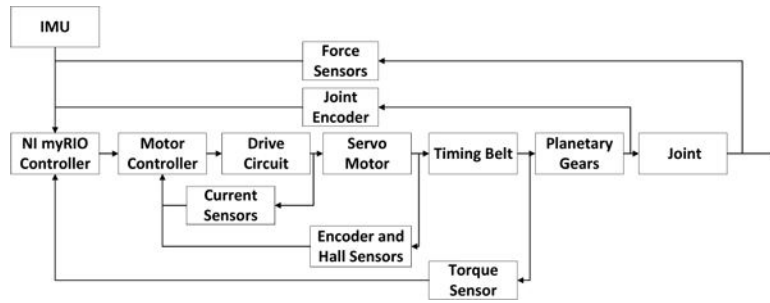 IMU
Force
Sensors
Joint
Encoder
NI myRIO
Controller
Motor
Controller
Drive
Circuit
Servo
Motor
Timing Belt
Planetary
Gears
Joint
Current
Sensors
Encoder and
Hall Sensors
Torque
Sensor